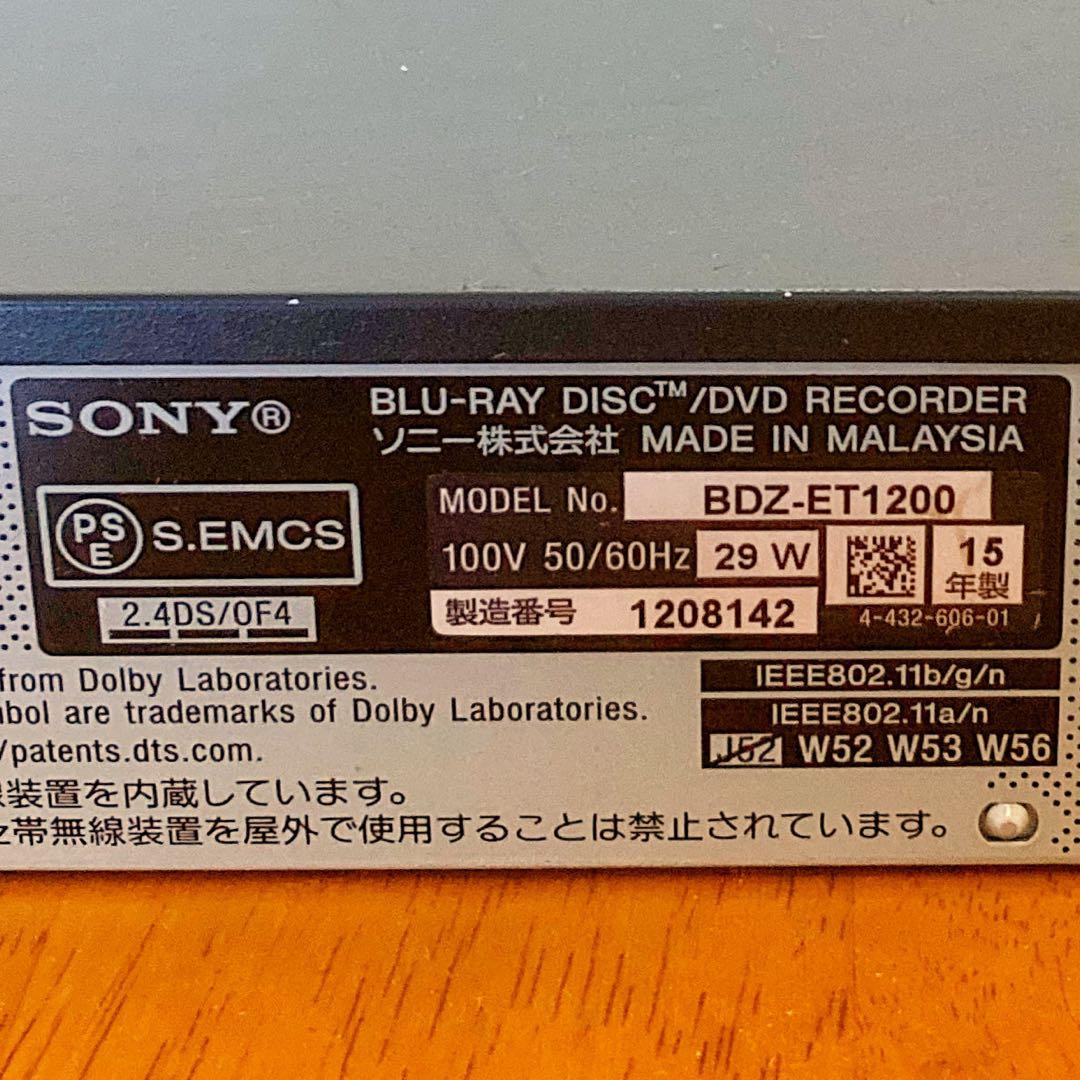 SONY®
BLU-RAY DISC™/DVD RECORDER
ソニー株式会社 MADE IN MALAYSIA
PSE S.EMCS
MODEL No. BDZ-ET1200
100V 50/60Hz 29 W
15年製
2.4DS/OF4
製造番号 1208142
4-432-606-01
from Dolby Laboratories.
bol are trademarks of Dolby Laboratories.
/patents.dts.com.
IEEE802.11b/g/n
IEEE802.11a/n
J52 W52 W53 W56
装置を内蔵しています。
帯無線装置を屋外で使用することは禁止されています。